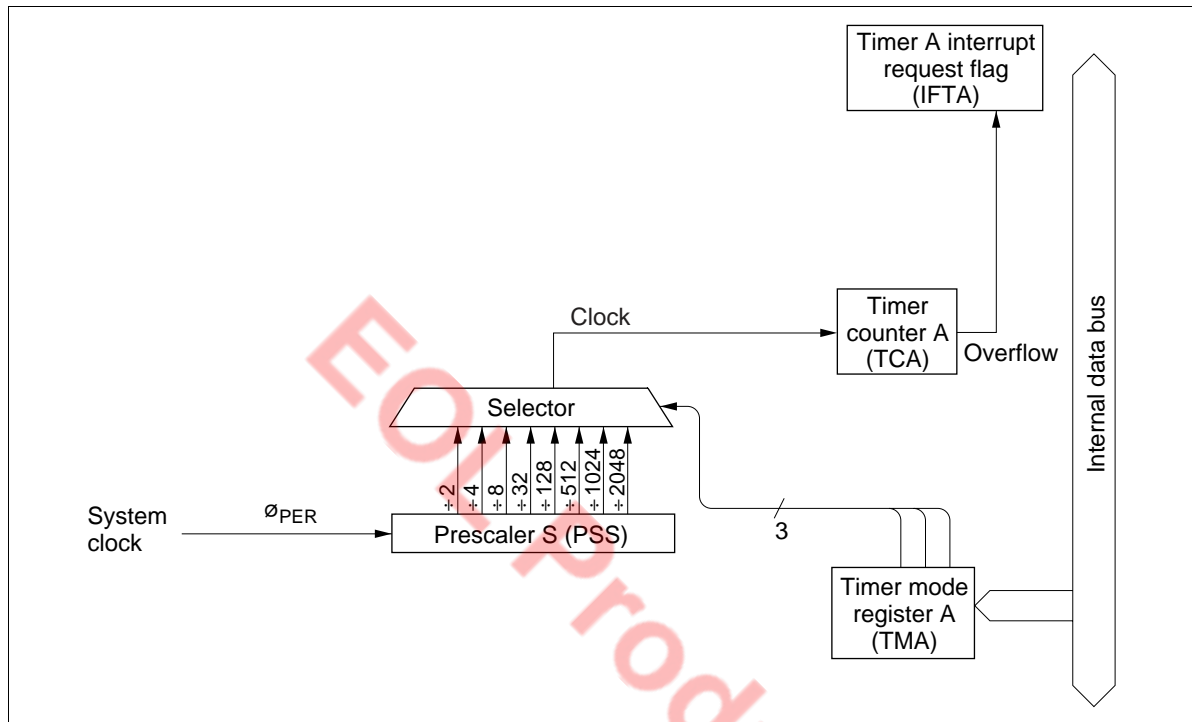 Timer A interrupt
request flag
(IFTA)
Internal data bus
Timer
counter A
(TCA)
Overflow
Clock
Selector
÷2
÷4
÷8
÷32
÷128
÷512
÷1024
÷2048
System
clock
øPER
Prescaler S (PSS)
3
Timer mode
register A
(TMA)
EOL Prod